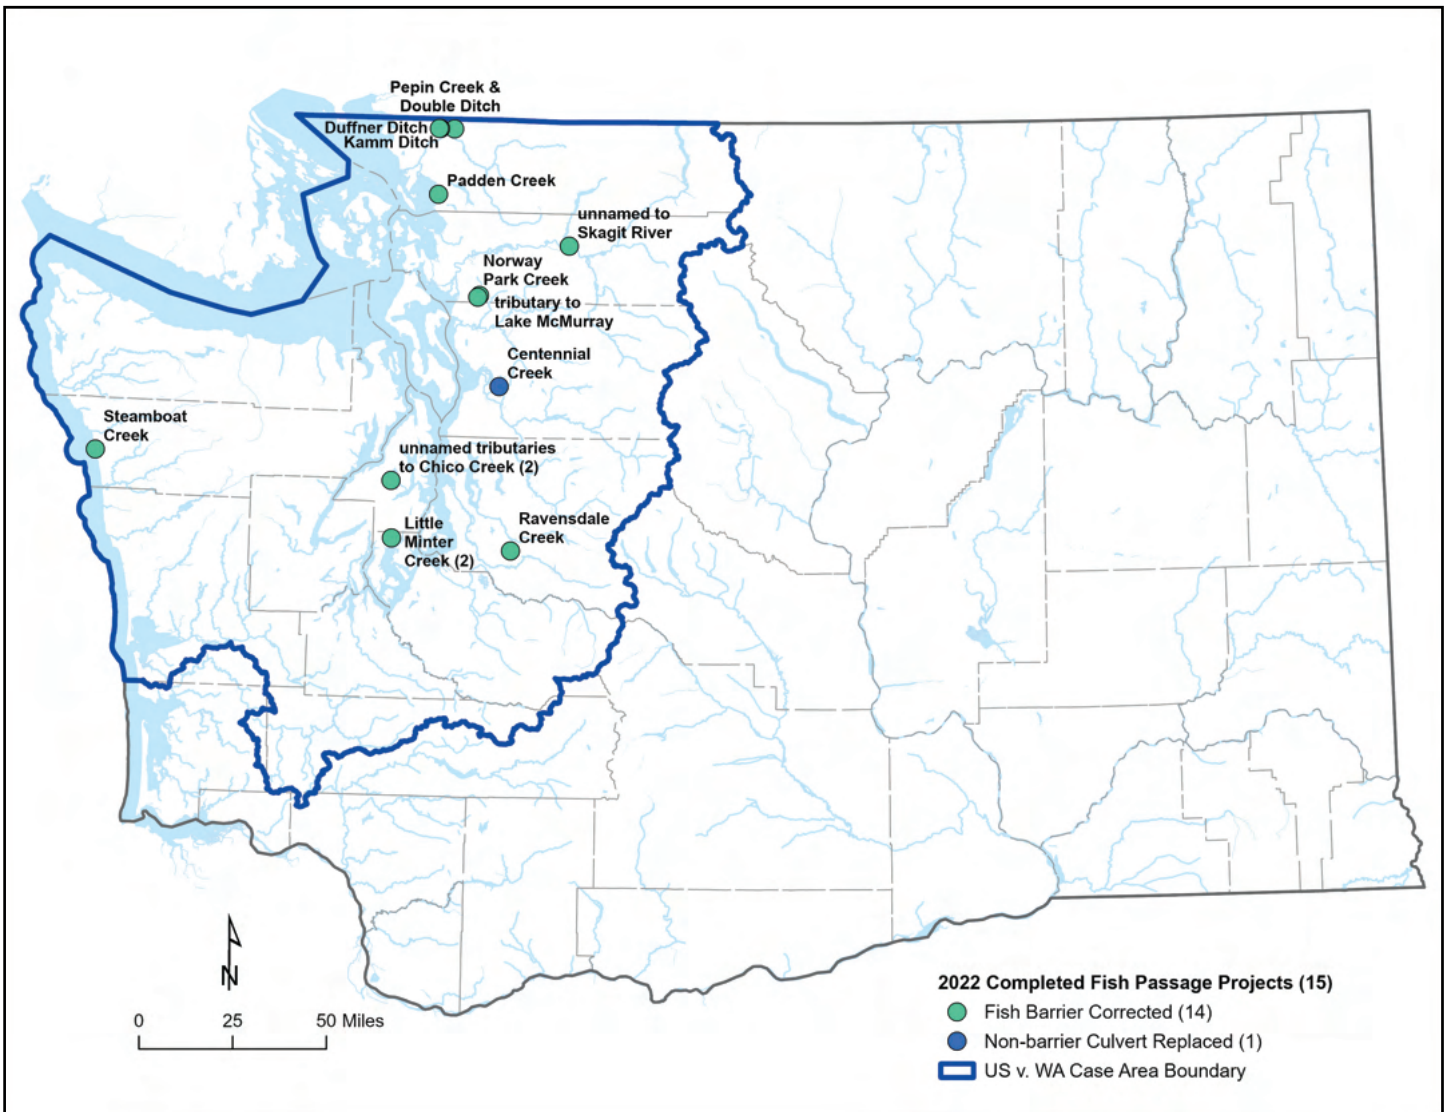 Pepin Creek &
Double Ditch
Duffner Ditch
Kamm Ditch
Padden Creek
unnamed to
Skagit River
Norway
Park Creek
tributary to
Lake McMurray
Centennial
Creek
Steamboat
Creek
unnamed tributaries
to Chico Creek (2)
Little
Minter
Creek (2)
Ravensdale
Creek
N
0 25 50 Miles
2022 Completed Fish Passage Projects (15)
Fish Barrier Corrected (14)
Non-barrier Culvert Replaced (1)
US v. WA Case Area Boundary